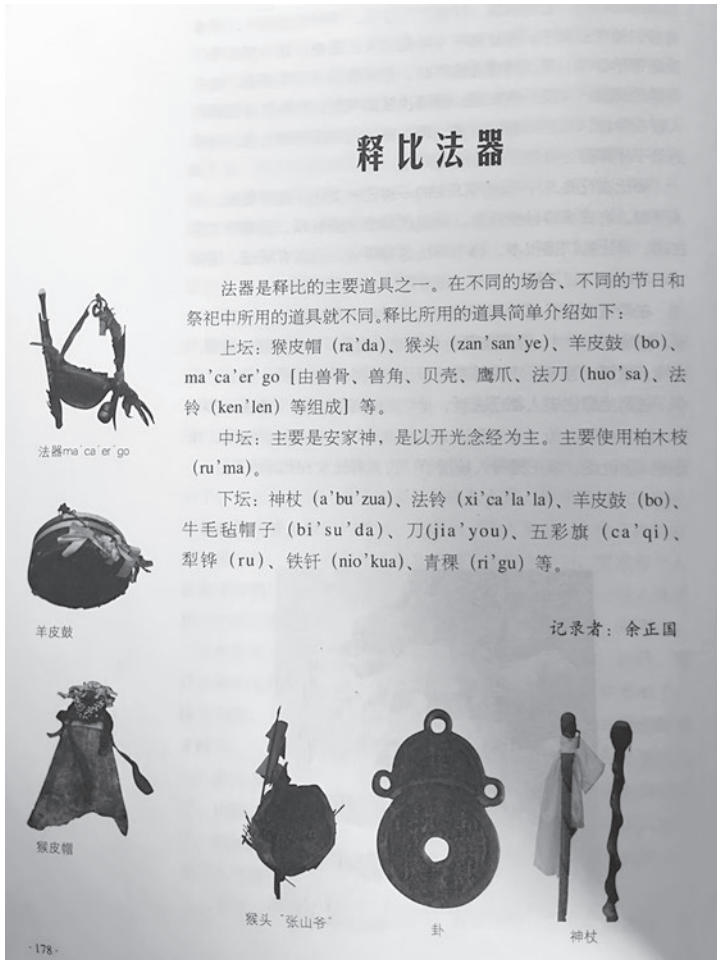 释比法器
法器是释比的主要道具之一。在不同的场合、不同的节日和
祭祀中所用的道具就不同。释比所用的道具简单介绍如下：
上坛：猴皮帽（ra'da）、猴头（zan'san'ye）、羊皮鼓（bo）、
ma'ca'er'go [由兽骨、兽角、贝壳、鹰爪、法刀（huo'sa）、法
铃（ken'len）等组成] 等。
中坛：主要是安家神，是以开光念经为主。主要使用柏木枝
（ru'ma）。
下坛：神杖（a'bu'zua）、法铃（xi'ca'la'la）、羊皮鼓（bo）、
牛毛毡帽子（bi'su'da）、刀(jia'you)、五彩旗（ca'qi）、
犁铧（ru）、铁钎（nio'kua）、青稞（ri'gu）等。
记录者：余正国
法器ma'ca'er'go
羊皮鼓
猴皮帽
猴头“张山爷”
卦
神杖
·178·